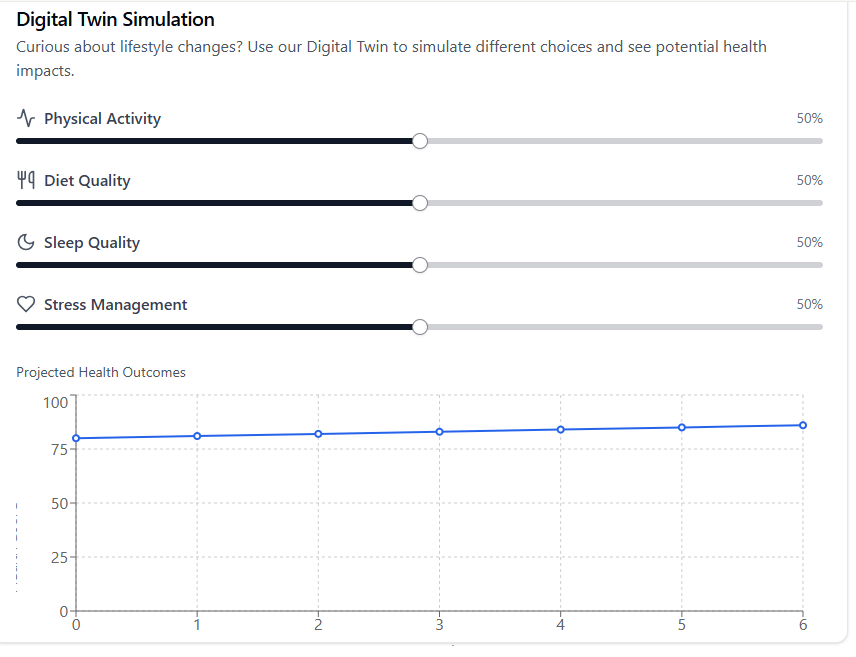 Digital Twin Simulation
Curious about lifestyle changes? Use our Digital Twin to simulate different choices and see potential health
impacts.
Physical Activity 50%
Diet Quality 50%
Sleep Quality 50%
Stress Management 50%
Projected Health Outcomes
100
75
50
25
0
0 1 2 3 4 5 6